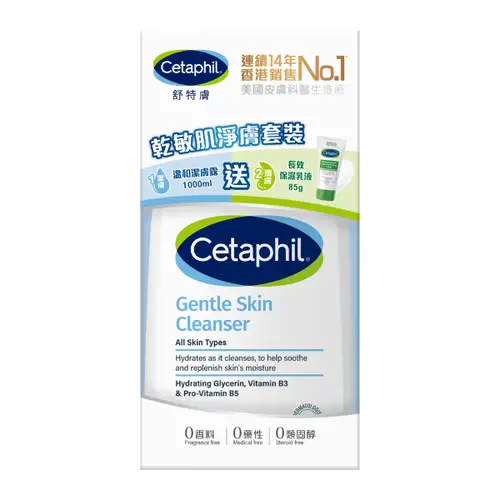 Cetaphil®
舒特膚
連續14年
香港銷售No.1
美國皮膚科醫生推薦
乾敏肌淨膚套裝
1
溫和潔膚露
1000ml
送
2
長效
保濕乳液
85g
Cetaphil
Cetaphil®
Gentle Skin
Cleanser
All Skin Types
Hydrates as it cleanses, to help soothe
and replenish skin's moisture
Hydrating Glycerin, Vitamin B3
& Pro-Vitamin B5
0香料
Fragrance free
0藥性
Medical free
0類固醇
Steroid free